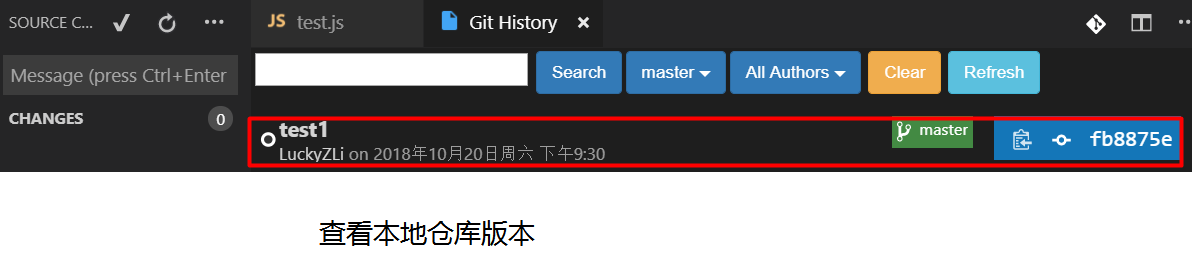 SOURCE C...
JS test.js
Git History
Message (press Ctrl+Enter
Search
master
All Authors
Clear
Refresh
CHANGES
0
test1
master
fb8875e
LuckyZLi on 2018年10月20日周六 下午9:30
查看本地仓库版本